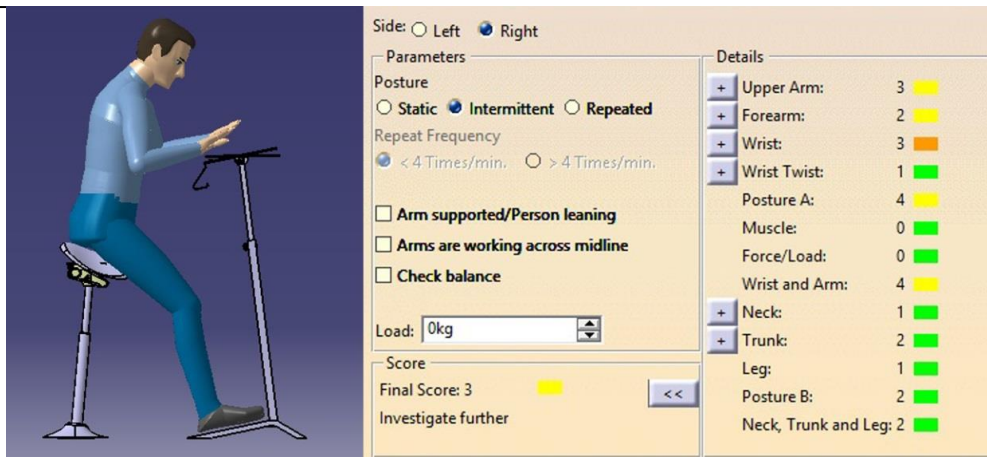 Side: Left Right
Parameters
Posture
Static Intermittent Repeated
Repeat Frequency
< 4 Times/min. > 4 Times/min.
Arm supported/Person leaning
Arms are working across midline
Check balance
Load: 0kg
Score
Final Score: 3
<<
Investigate further
Details
+ Upper Arm: 3
+ Forearm: 2
+ Wrist: 3
+ Wrist Twist: 1
Posture A: 4
Muscle: 0
Force/Load: 0
Wrist and Arm: 4
+ Neck: 1
+ Trunk: 2
Leg: 1
Posture B: 2
Neck, Trunk and Leg: 2